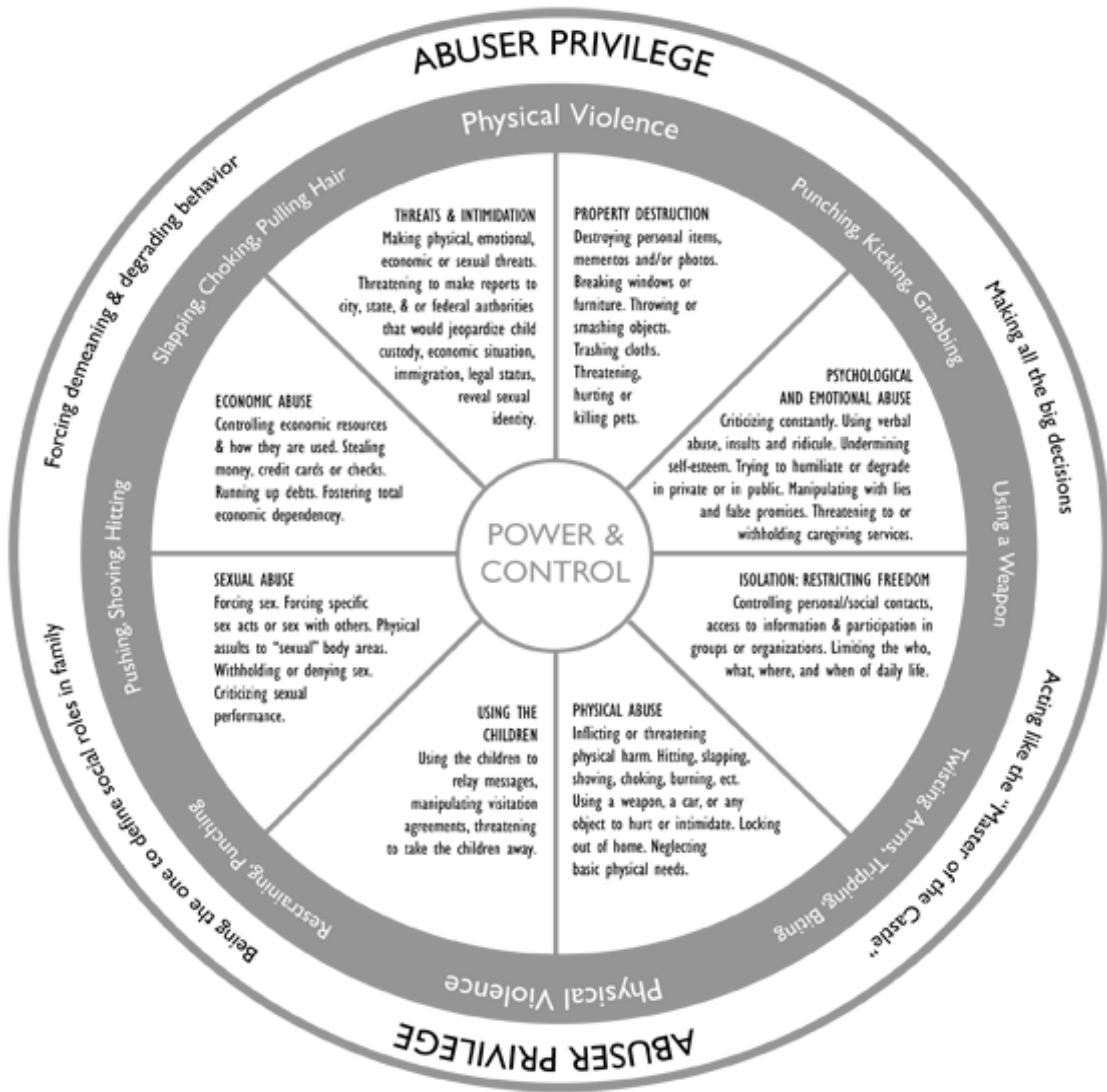 ABUSER PRIVILEGE
Physical Violence
Slapping, Choking, Pulling Hair
Punching, Kicking, Grabbing
Forcing demeaning & degrading behavior
Making all the big decisions
THREATS & INTIMIDATION
Making physical, emotional,
economic or sexual threats.
Threatening to make reports to
city, state, & or federal authorities
that would jeopardize child
custody, economic situation,
immigration, legal status,
reveal sexual
identity.
PROPERTY DESTRUCTION
Destroying personal items,
mementos and/or photos.
Breaking windows or
furniture. Throwing or
smashing objects.
Trashing cloths.
Threatening,
hurting or
killing pets.
ECONOMIC ABUSE
Controlling economic resources
& how they are used. Stealing
money, credit cards or checks.
Running up debts. Fostering total
economic dependencey.
PSYCHOLOGICAL
AND EMOTIONAL ABUSE
Criticizing constantly. Using verbal
abuse, insults and ridicule. Undermining
self-esteem. Trying to humiliate or degrade
in private or in public. Manipulating with lies
and false promises. Threatening to or
withholding caregiving services.
Pushing, Shoving, Hitting
POWER &
CONTROL
Using a Weapon
SEXUAL ABUSE
Forcing sex. Forcing specific
sex acts or sex with others. Physical
assults to “sexual” body areas.
Withholding or denying sex.
Criticizing sexual
performance.
ISOLATION: RESTRICTING FREEDOM
Controlling personal/social contacts,
access to information & participation in
groups or organizations. Limiting the who,
what, where, and when of daily life.
USING THE
CHILDREN
Using the children to
relay messages,
manipulating visitation
agreements, threatening
to take the children away.
PHYSICAL ABUSE
Inflicting or threatening
physical harm. Hitting, slapping,
shoving, choking, burning, ect.
Using a weapon, a car, or any
object to hurt or intimidate. Locking
out of home. Neglecting
basic physical needs.
Being the one to define social roles in family
Acting like the “Master of the Castle”
Restraining, Punching
Twisting Arms, Tripping, Biting
Physical Violence
ABUSER PRIVILEGE